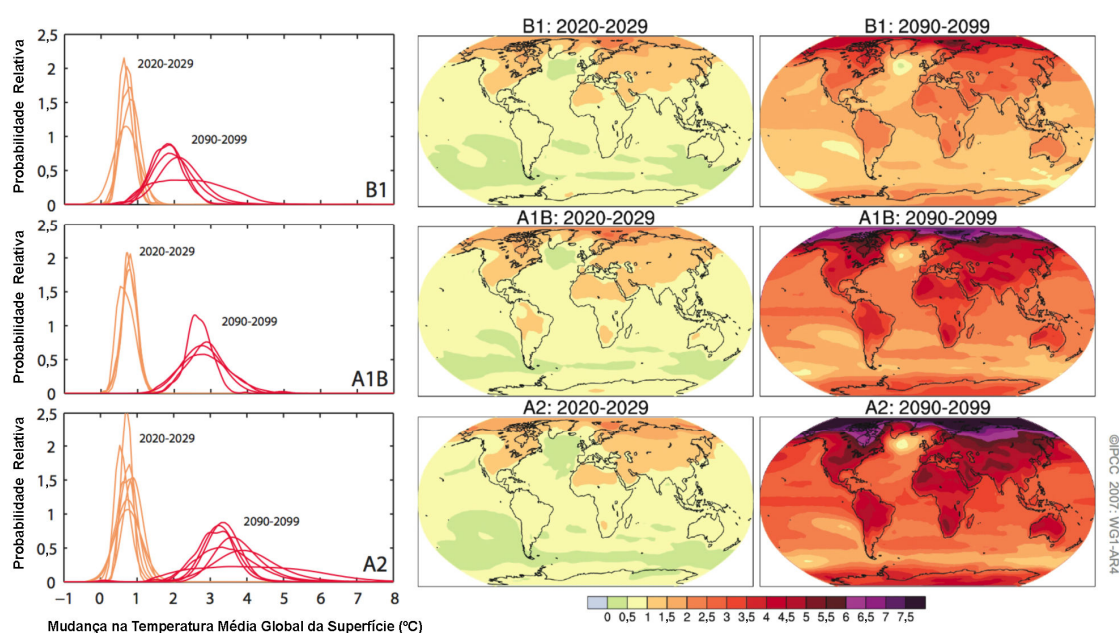 B1: 2020-2029
B1: 2090-2099
Probabilidade Relativa
2,5
2
1,5
1
0,5
0
2020-2029
2090-2099
B1
A1B: 2020-2029
A1B: 2090-2099
Probabilidade Relativa
2,5
2
1,5
1
0,5
0
2020-2029
2090-2099
A1B
A2: 2020-2029
A2: 2090-2099
Probabilidade Relativa
2,5
2
1,5
1
0,5
0
2020-2029
2090-2099
A2
−1 0 1 2 3 4 5 6 7 8
Mudança na Temperatura Média Global da Superfície (ºC)
0 0,5 1 1,5 2 2,5 3 3,5 4 4,5 5 5,5 6 6,5 7 7,5
©IPCC 2007: WG1-AR4